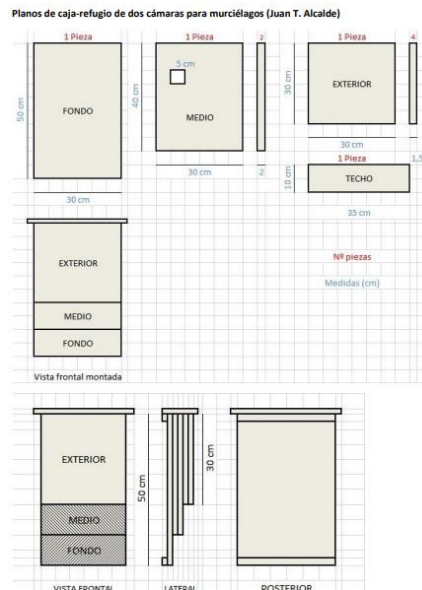 Planos de caja-refugio de dos cámaras para murciélagos (Juan T. Alcalde)
1 Pieza
1 Pieza
2
1 Pieza
4
50 cm
FONDO
30 cm
40 cm
5 cm
MEDIO
30 cm
2
30 cm
EXTERIOR
30 cm
1 Pieza
1,5
10 cm
TECHO
35 cm
Nº piezas
Medidas (cm)
EXTERIOR
MEDIO
FONDO
Vista frontal montada
EXTERIOR
MEDIO
FONDO
50 cm
30 cm
VISTA FRONTAL
LATERAL
POSTERIOR